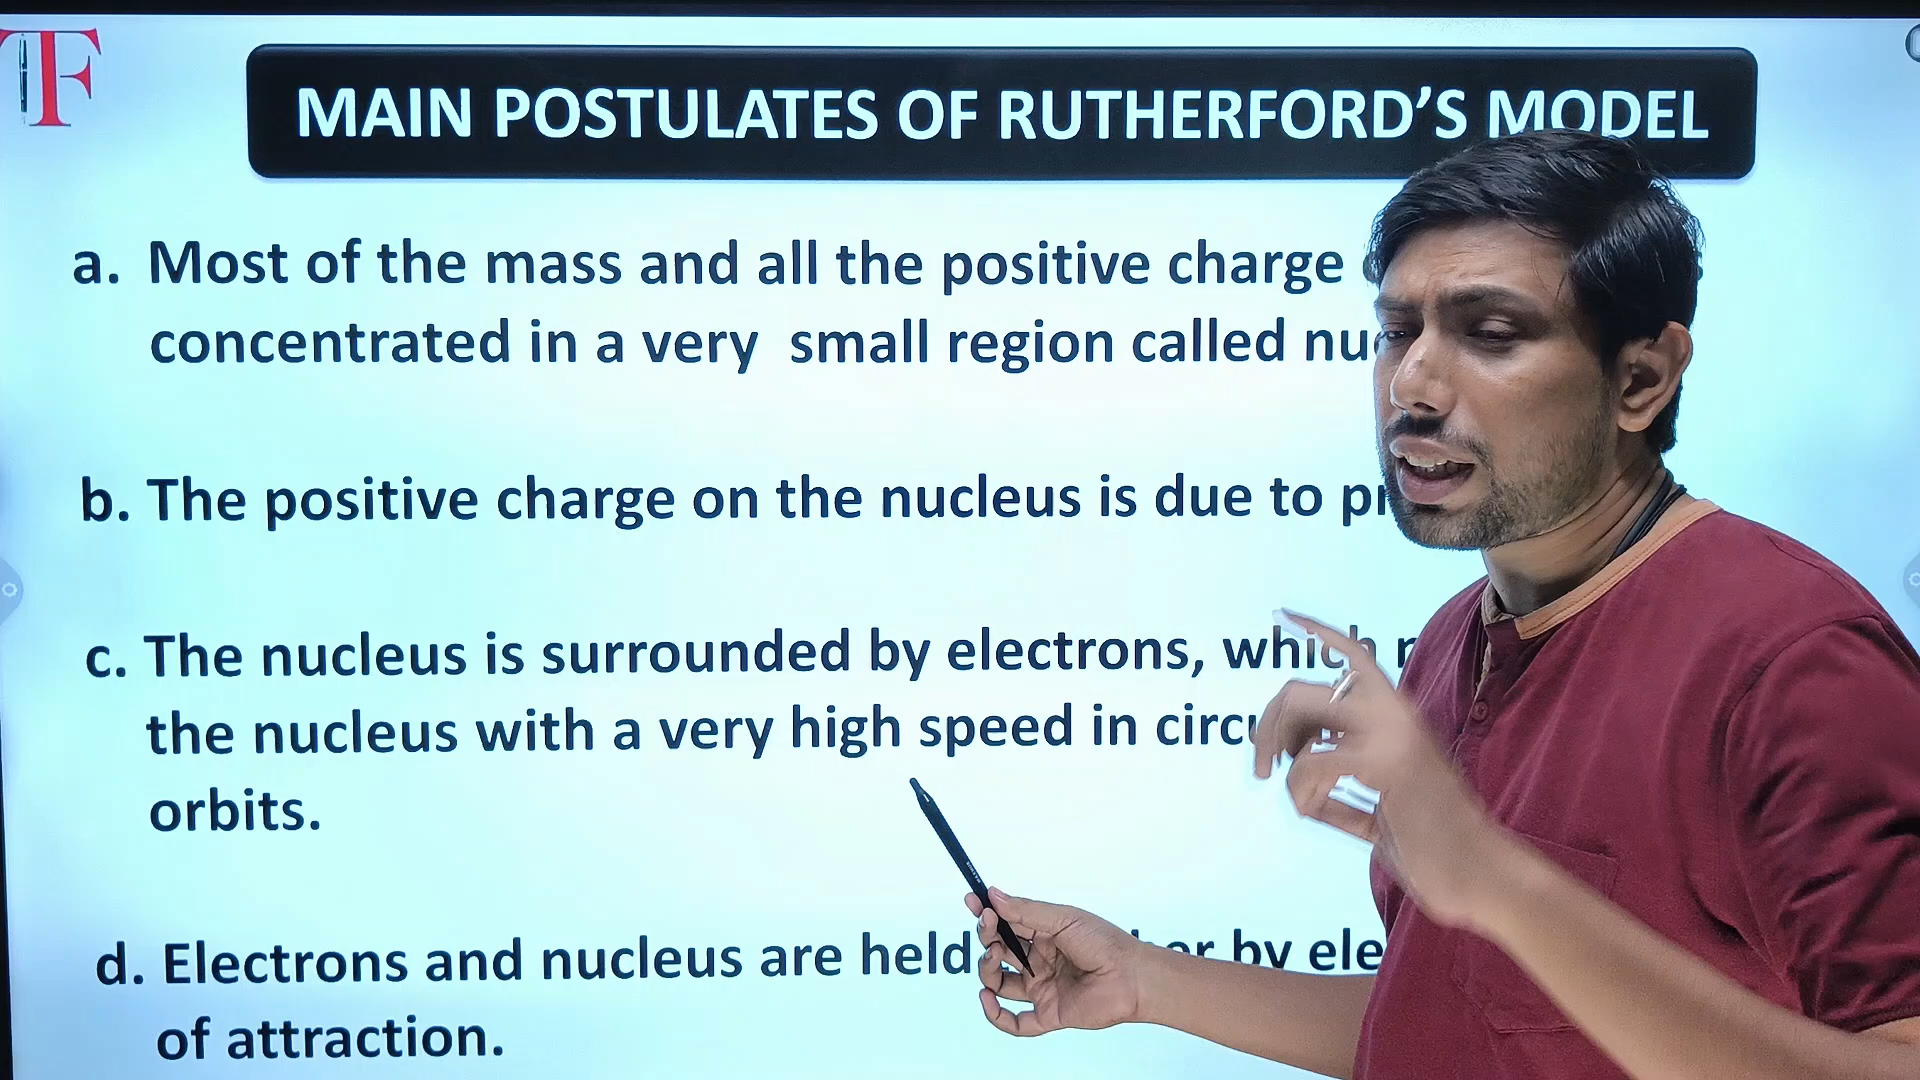 TF
MAIN POSTULATES OF RUTHERFORD'S MODEL
a. Most of the mass and all the positive charge
concentrated in a very small region called
b. The positive charge on the nucleus is due to
c. The nucleus is surrounded by electrons, which
the nucleus with a very high speed in
orbits.
d. Electrons and nucleus are held by
of attraction.